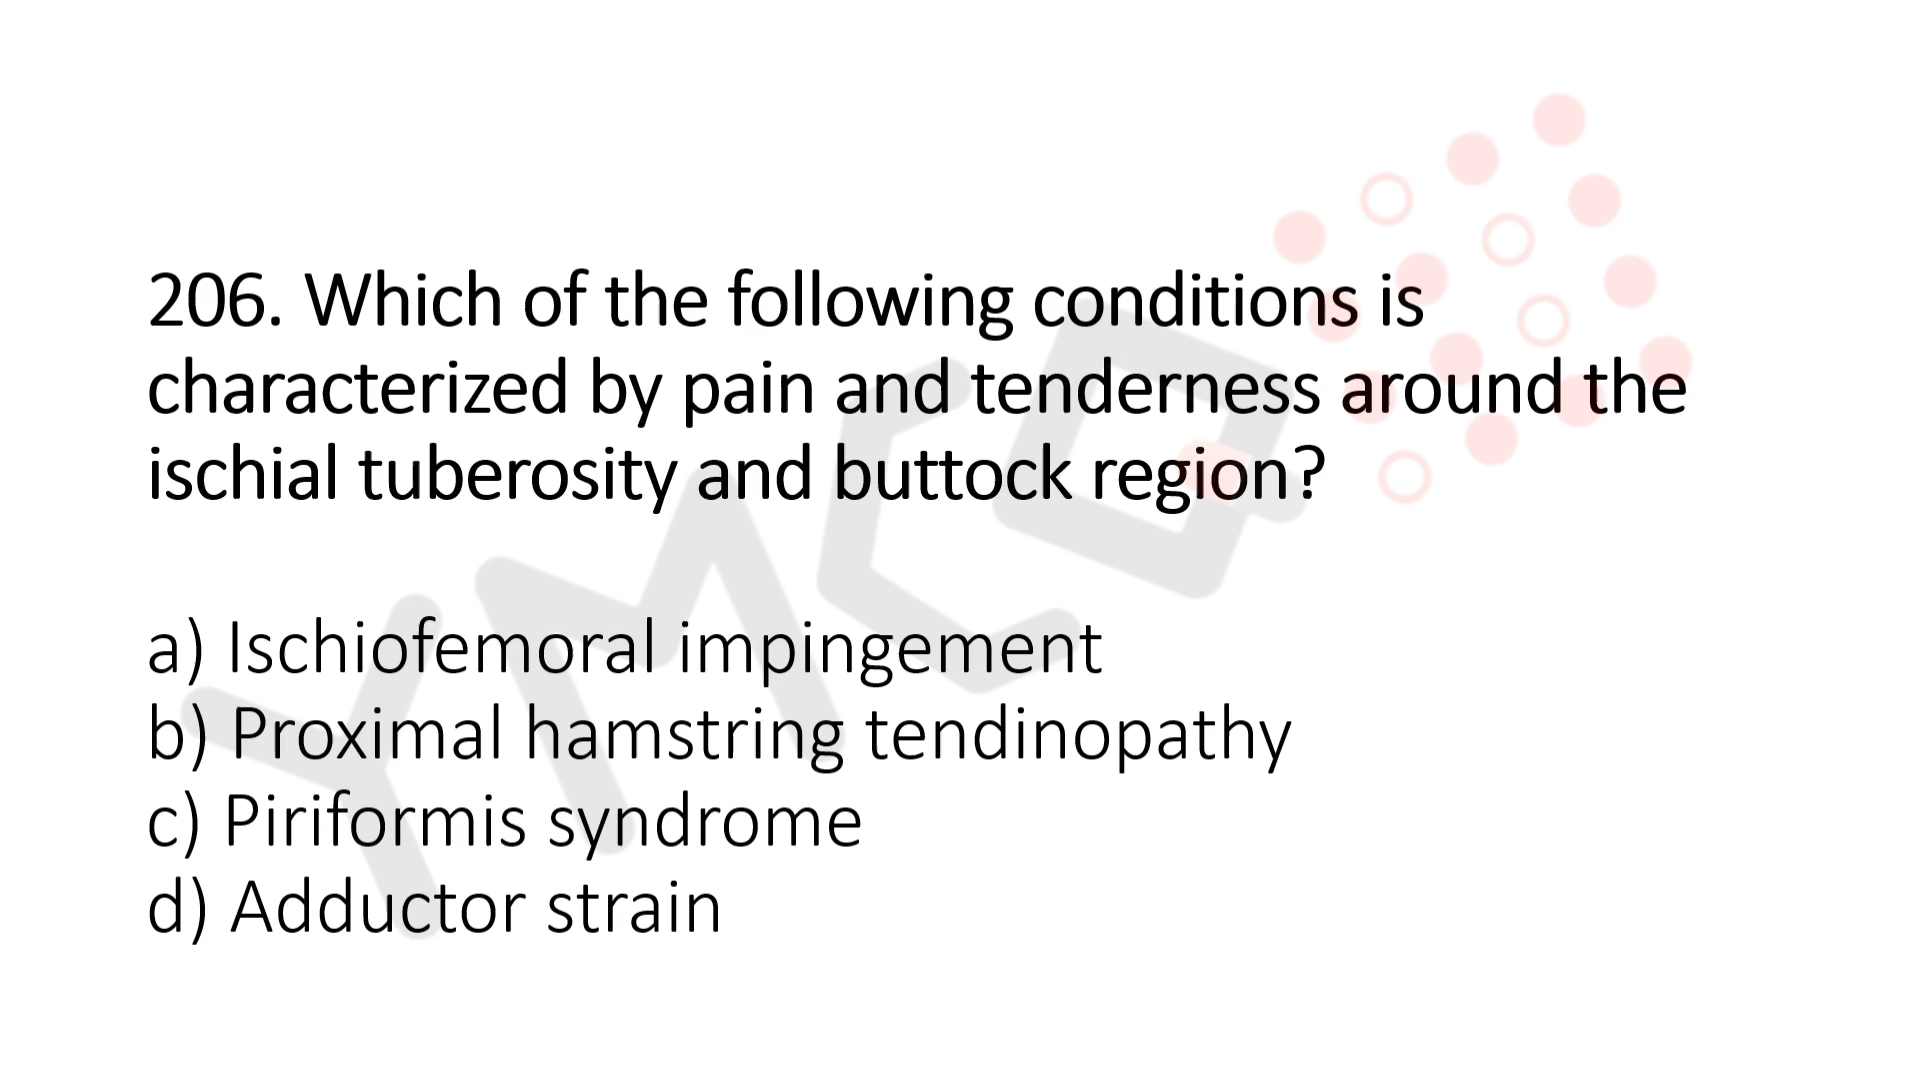 206. Which of the following conditions is
characterized by pain and tenderness around the
ischial tuberosity and buttock region?
a) Ischiofemoral impingement
b) Proximal hamstring tendinopathy
c) Piriformis syndrome
d) Adductor strain
YMCQ